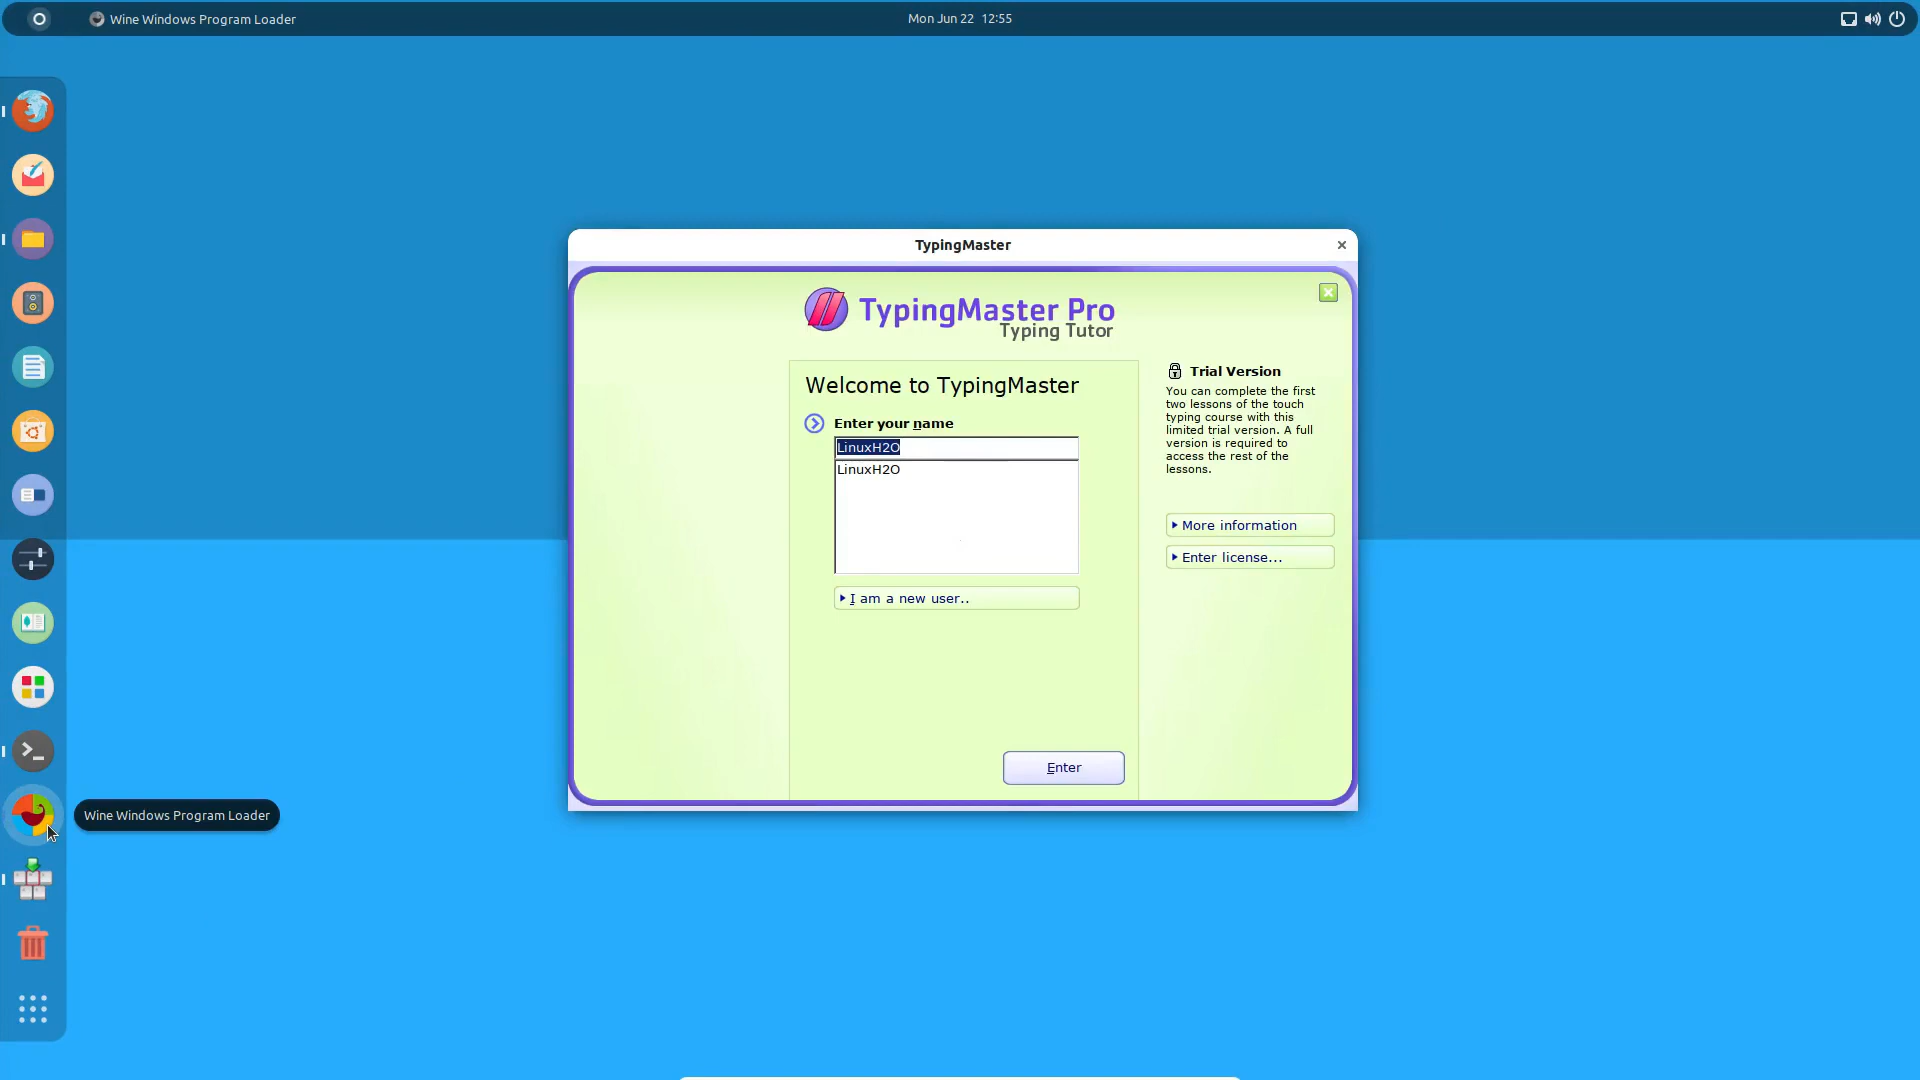 Wine Windows Program Loader
Mon Jun 22 12:55
TypingMaster
TypingMaster Pro
Typing Tutor
Welcome to TypingMaster
Enter your name
LinuxH2O
LinuxH2O
I am a new user..
Enter
Trial Version
You can complete the first
two lessons of the touch
typing course with this
limited trial version. A full
version is required to
access the rest of the
lessons.
More information
Enter license...
Wine Windows Program Loader